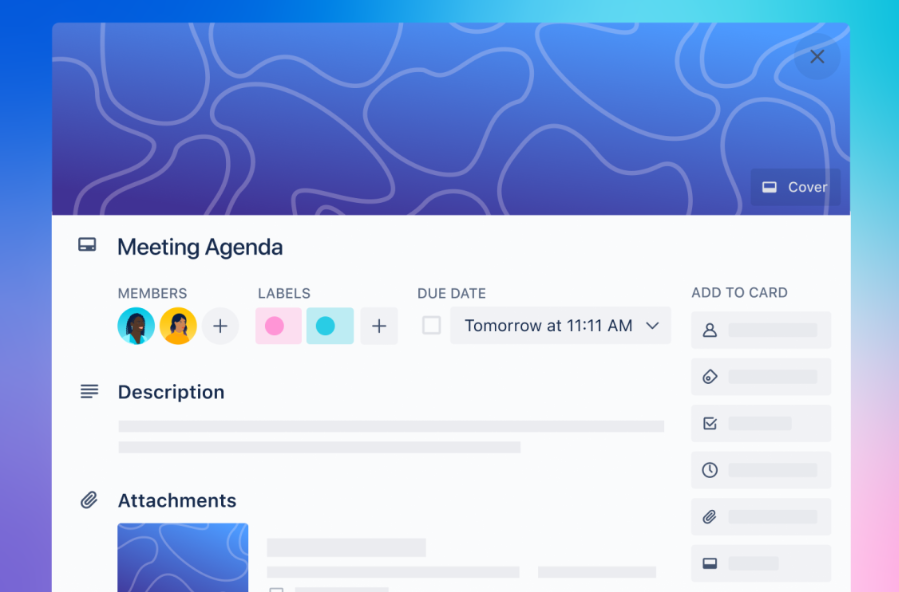 Cover
Meeting Agenda
MEMBERS
LABELS
DUE DATE
ADD TO CARD
Tomorrow at 11:11 AM
Description
Attachments